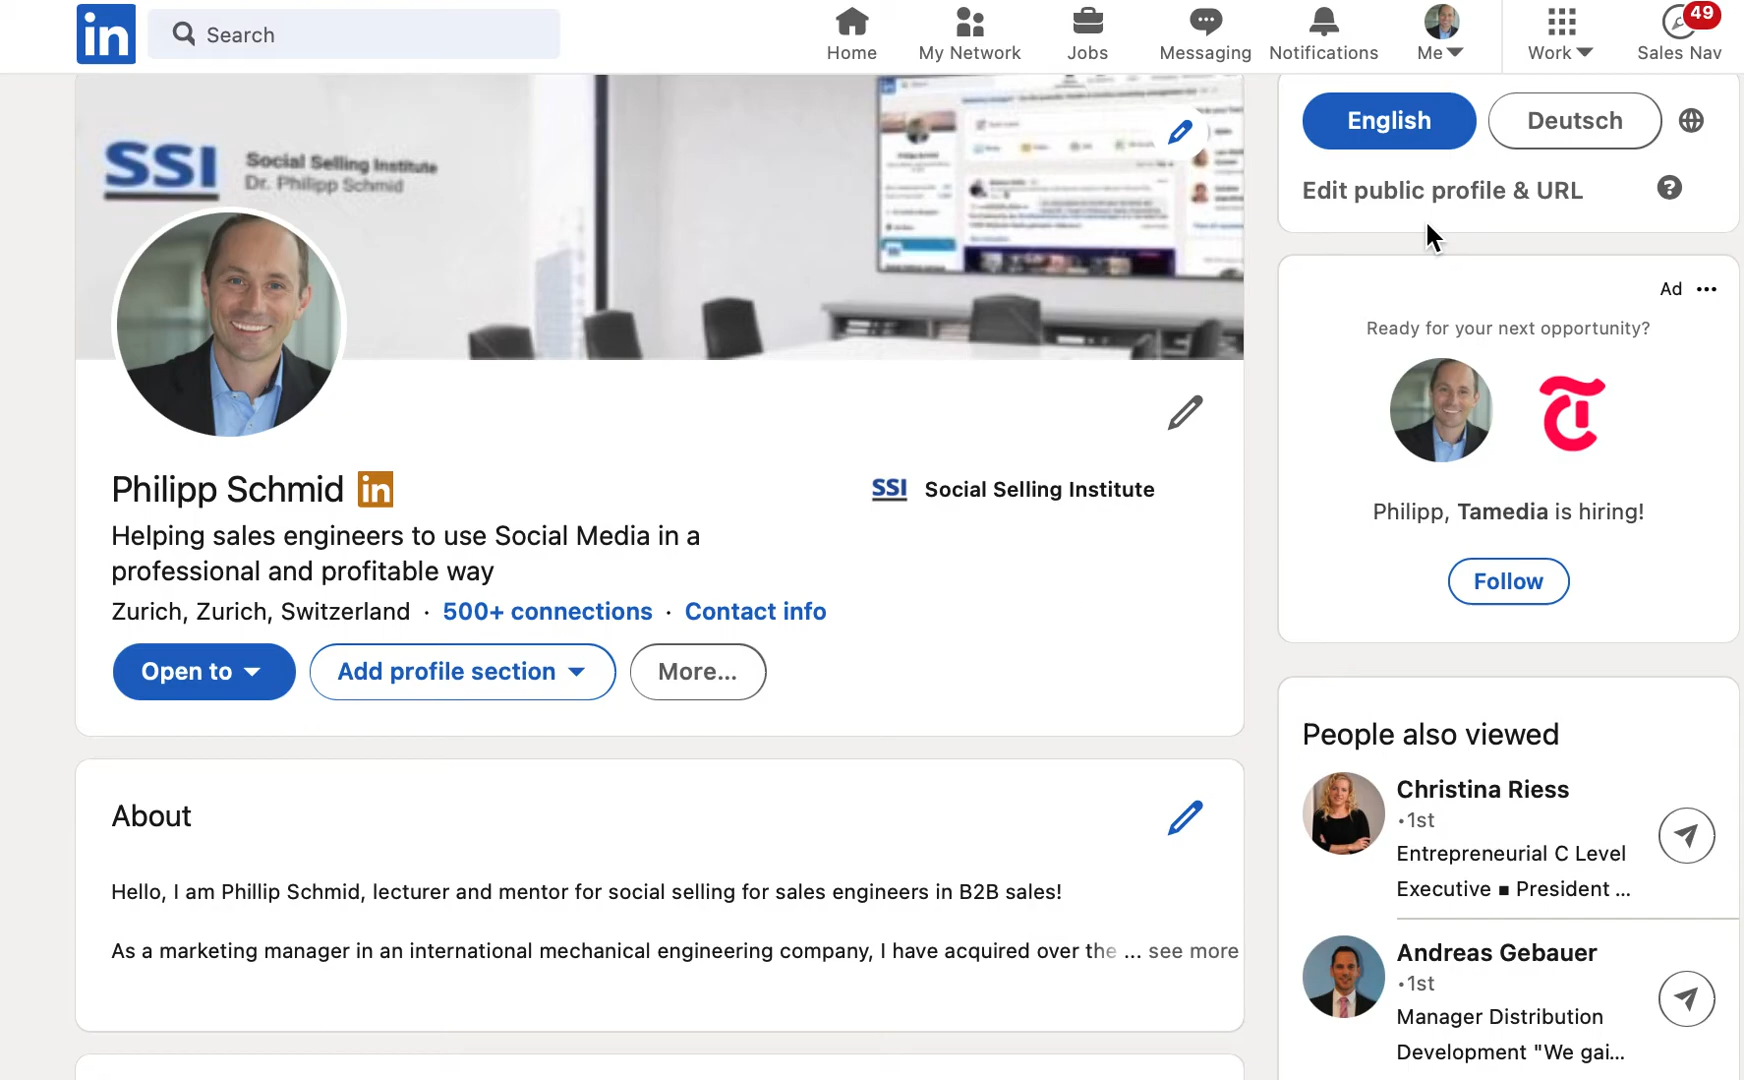 in
Search
Home
My Network
Jobs
Messaging
Notifications
Me
Work
49
Sales Nav
SSI
Social Selling Institute
Dr. Philipp Schmid
English
Deutsch
Edit public profile & URL
?
Ad
Ready for your next opportunity?
Philipp, Tamedia is hiring!
Follow
Philipp Schmid in
Helping sales engineers to use Social Media in a
professional and profitable way
Zurich, Zurich, Switzerland · 500+ connections · Contact info
SSI Social Selling Institute
Open to
Add profile section
More...
About
Hello, I am Phillip Schmid, lecturer and mentor for social selling for sales engineers in B2B sales!
As a marketing manager in an international mechanical engineering company, I have acquired over the ... see more
People also viewed
Christina Riess
•1st
Entrepreneurial C Level
Executive ■ President ...
Andreas Gebauer
•1st
Manager Distribution
Development "We gai...